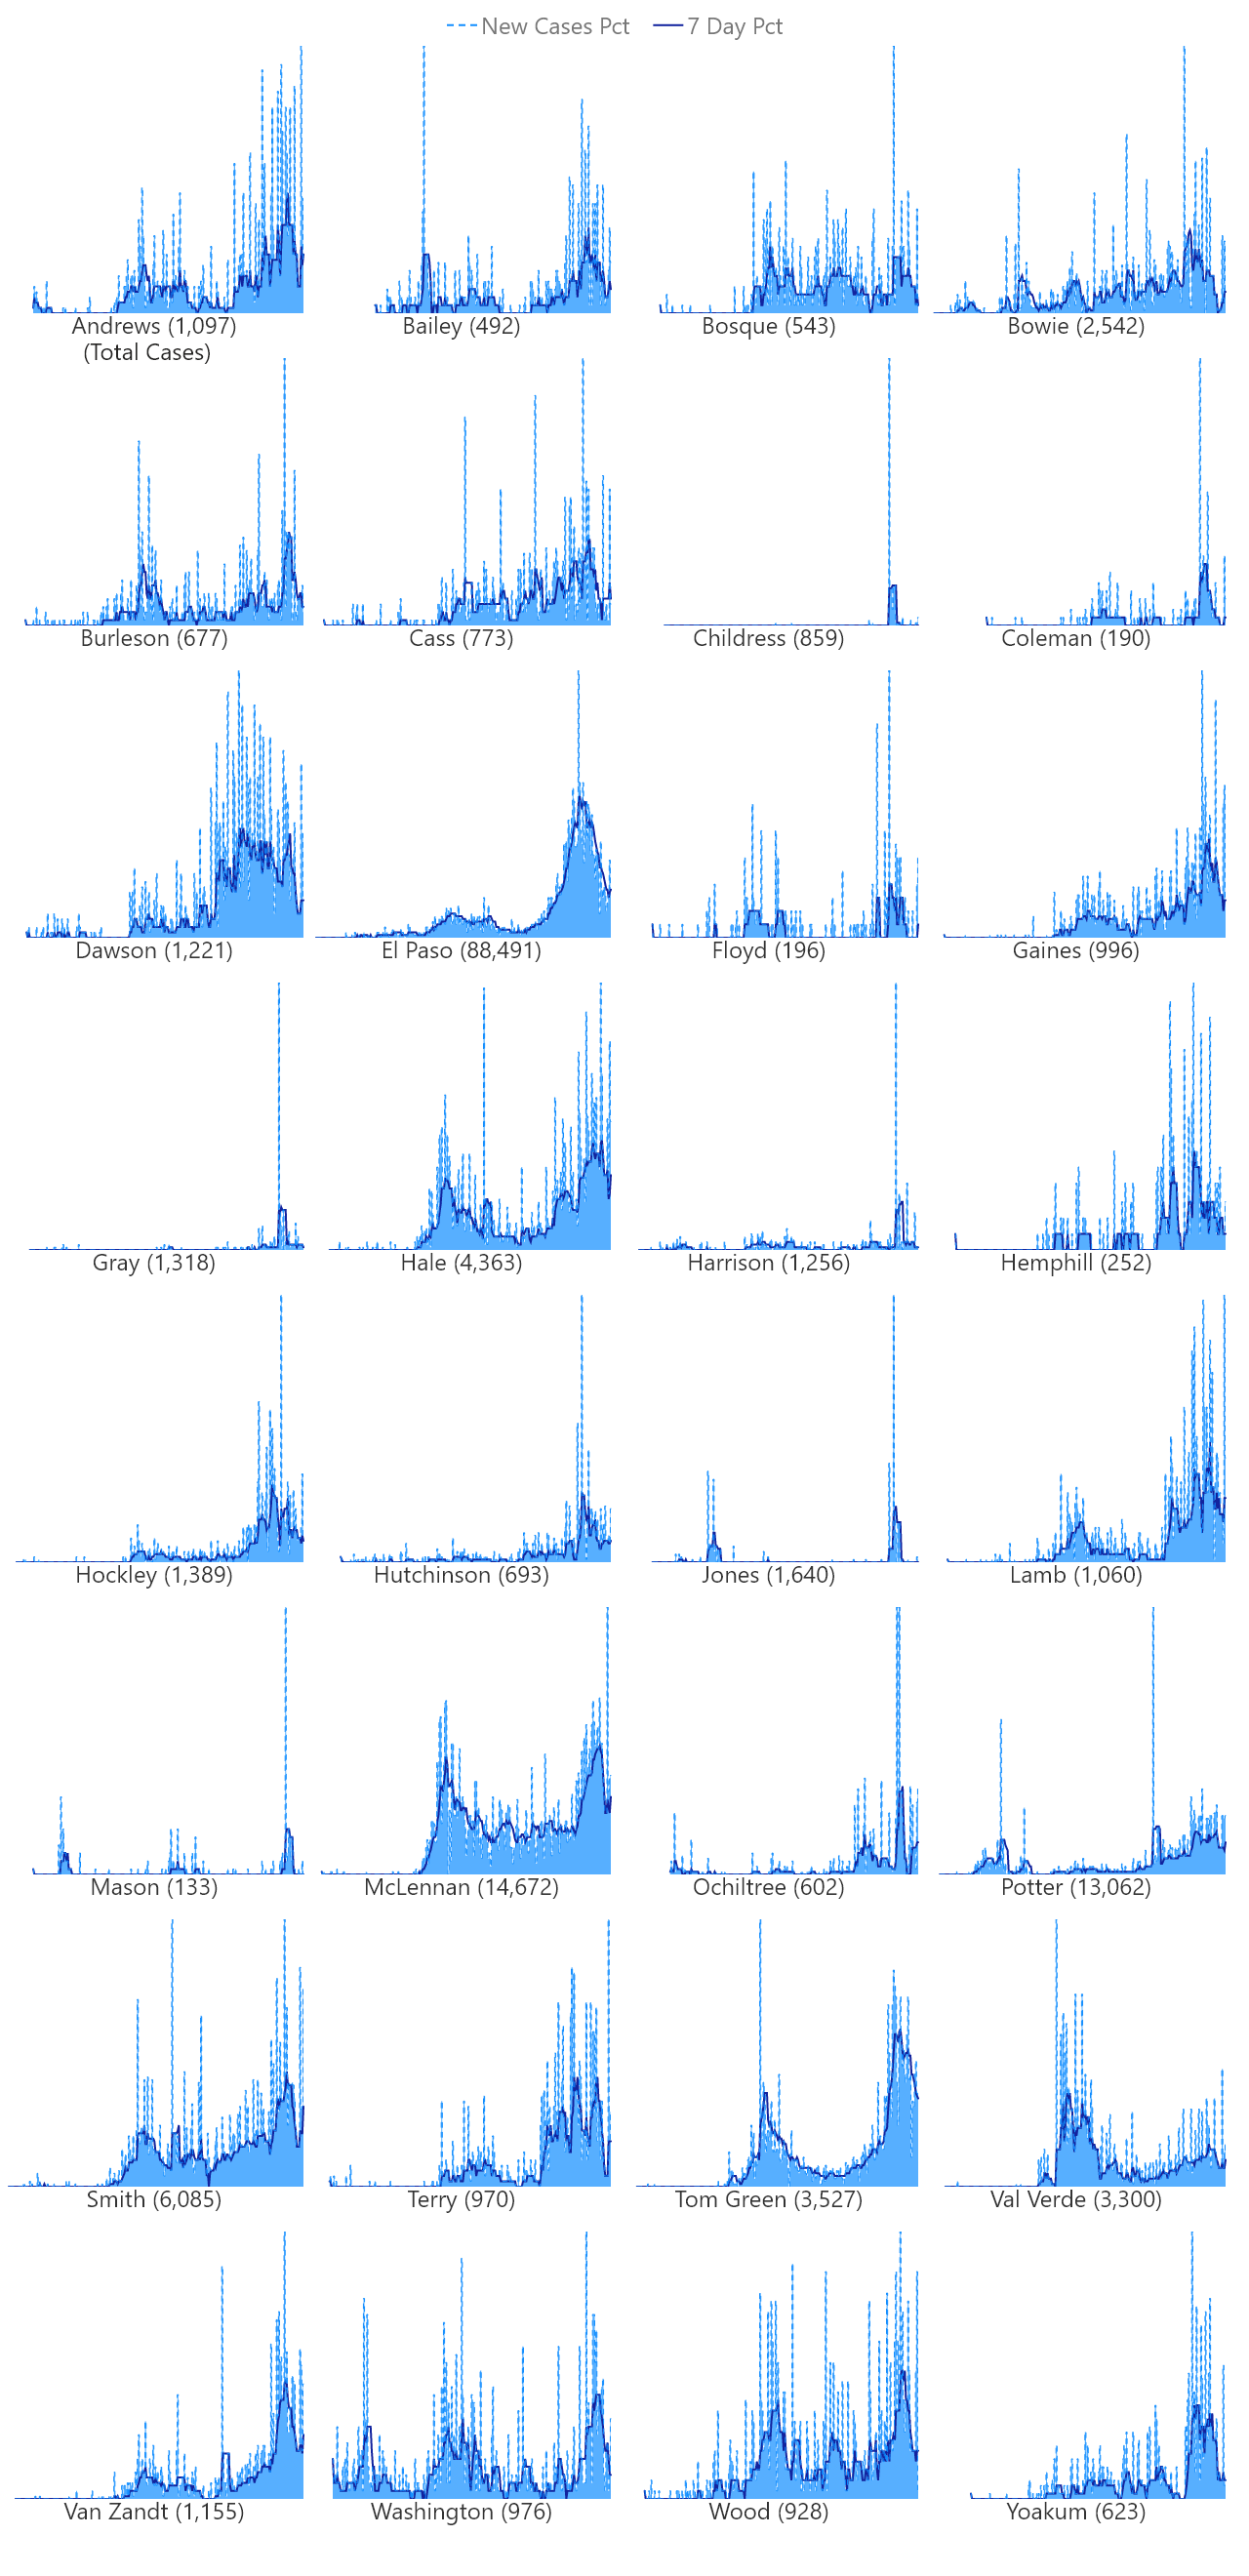 New Cases Pct 7 Day Pct
Andrews (1,097) Bailey (492) Bosque (543) Bowie (2,542)
(Total Cases)
Burleson (677) Cass (773) Childress (859) Coleman (190)
Dawson (1,221) El Paso (88,491) Floyd (196) Gaines (996)
Gray (1,318) Hale (4,363) Harrison (1,256) Hemphill (252)
Hockley (1,389) Hutchinson (693) Jones (1,640) Lamb (1,060)
Mason (133) McLennan (14,672) Ochiltree (602) Potter (13,062)
Smith (6,085) Terry (970) Tom Green (3,527) Val Verde (3,300)
Van Zandt (1,155) Washington (976) Wood (928) Yoakum (623)